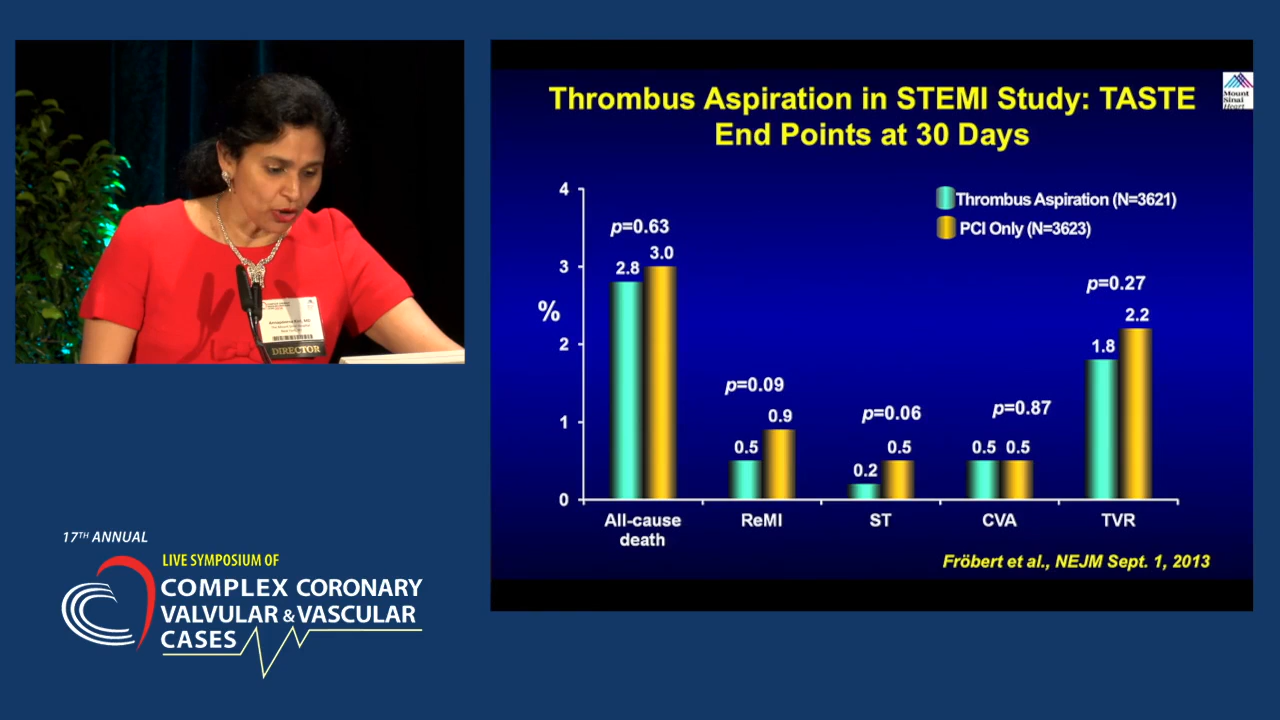 Thrombus Aspiration in STEMI Study: TASTE
End Points at 30 Days
Mount
Sinai
Heart
4
3
2
1
0
%
Thrombus Aspiration (N=3621)
PCI Only (N=3623)
p=0.63
2.8
3.0
p=0.09
0.5
0.9
p=0.06
0.2
0.5
p=0.87
0.5
0.5
p=0.27
1.8
2.2
All-cause
death
ReMI
ST
CVA
TVR
Fröbert et al., NEJM Sept. 1, 2013
DIRECTOR
17TH ANNUAL
LIVE SYMPOSIUM OF
COMPLEX CORONARY
VALVULAR & VASCULAR
CASES